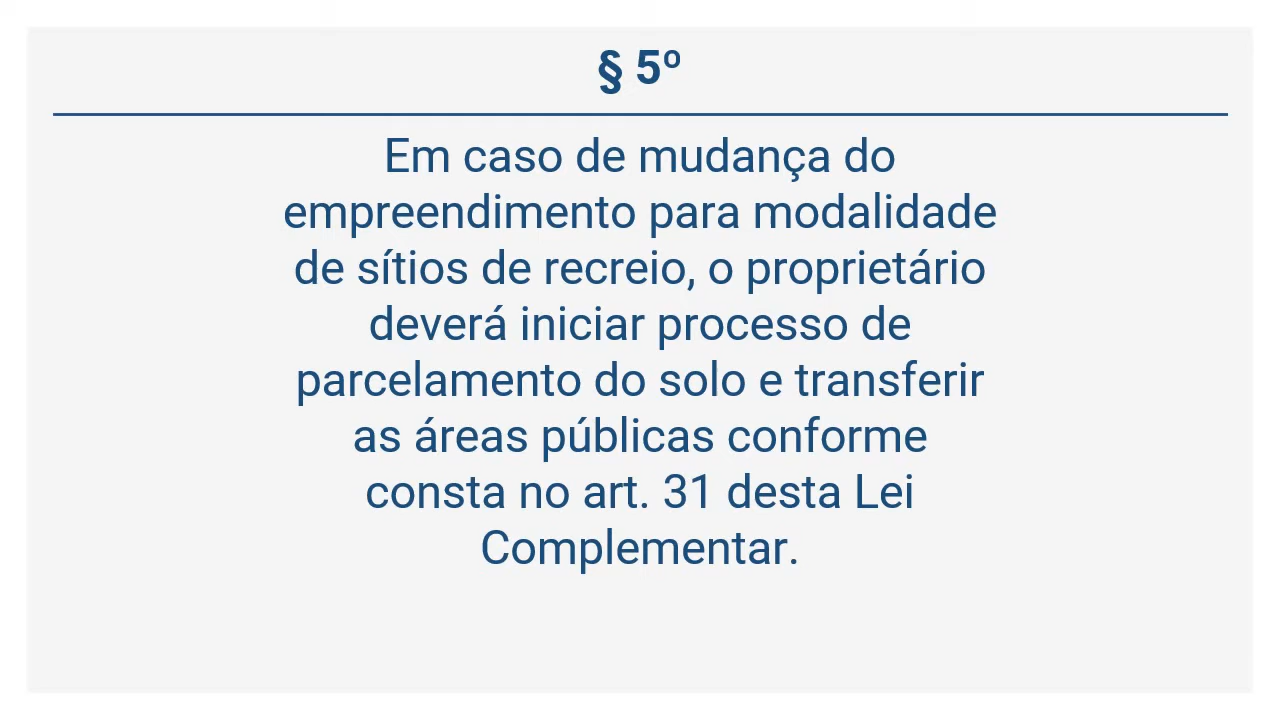 § 5º
Em caso de mudança do
empreendimento para modalidade
de sítios de recreio, o proprietário
deverá iniciar processo de
parcelamento do solo e transferir
as áreas públicas conforme
consta no art. 31 desta Lei
Complementar.